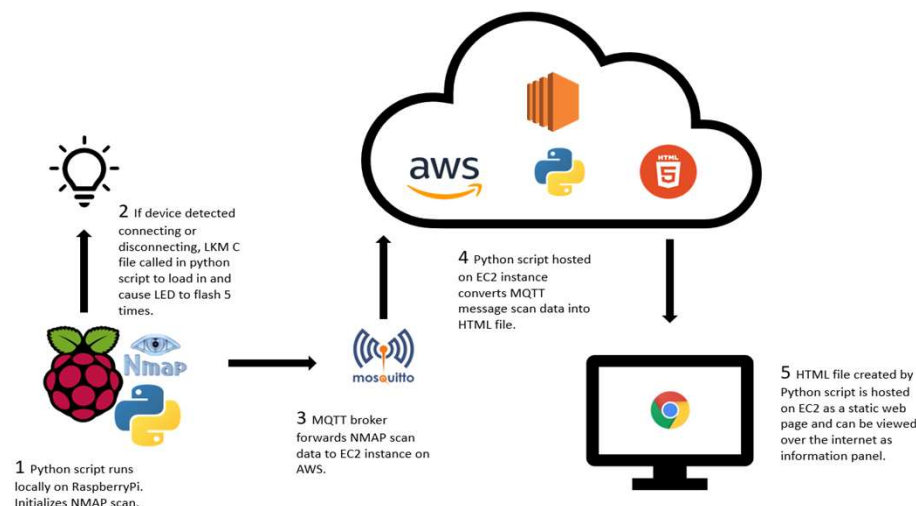 aws
HTML
5
2 If device detected
connecting or
disconnecting, LKM C
file called in python
script to load in and
cause LED to flash 5
times.
4 Python script hosted
on EC2 instance
converts MQTT
message scan data into
HTML file.
Nmap
mosquitto
3 MQTT broker
forwards NMAP scan
data to EC2 instance on
AWS.
5 HTML file created by
Python script is hosted
on EC2 as a static web
page and can be viewed
over the internet as
information panel.
1 Python script runs
locally on RaspberryPi.
Initializes NMAP scan.